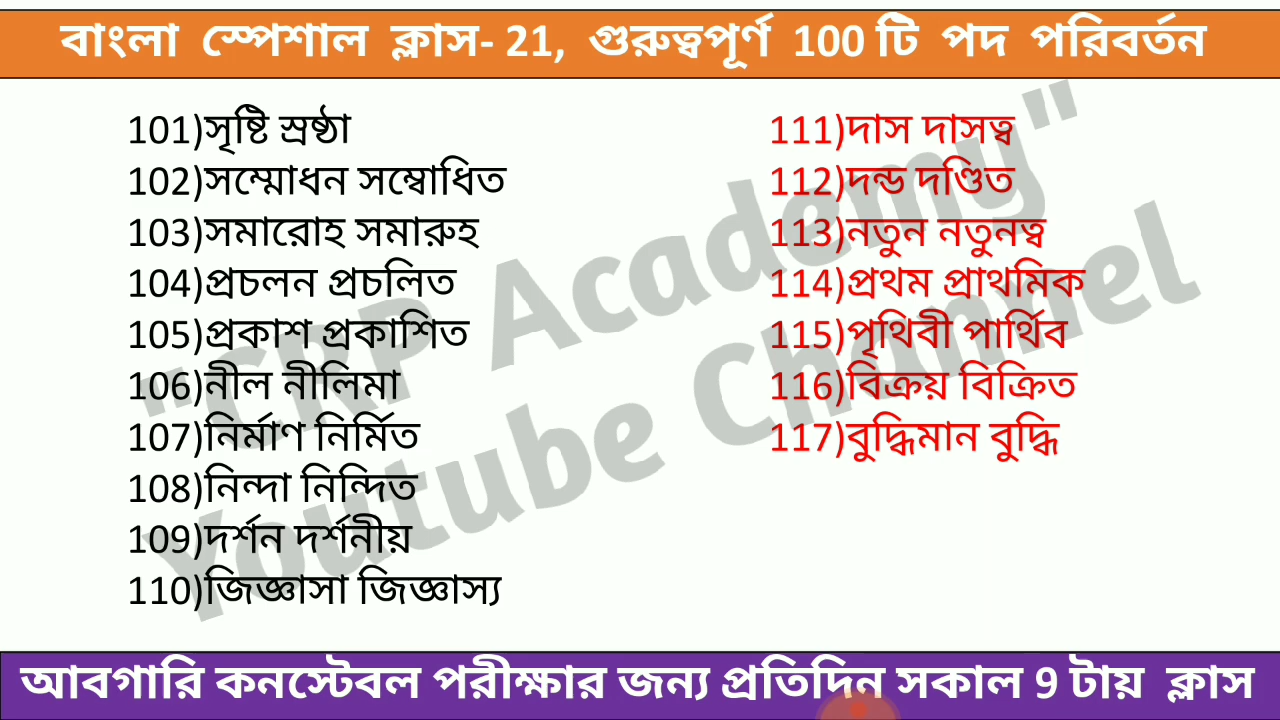 বাংলা স্পেশাল ক্লাস- 21, গুরুত্বপূর্ণ 100 টি পদ পরিবর্তন
101)সৃষ্টি স্রষ্ঠা
102)সম্মোধন সম্বোধিত
103)সমারোহ সমারুহ
104)প্রচলন প্রচলিত
105)প্রকাশ প্রকাশিত
106)নীল নীলিমা
107)নির্মাণ নির্মিত
108)নিন্দা নিন্দিত
109)দর্শন দর্শনীয়
110)জিজ্ঞাসা জিজ্ঞাস্য
111)দাস দাসত্ব
112)দন্ড দণ্ডিত
113)নতুন নতুনত্ব
114)প্রথম প্রাথমিক
115)পৃথিবী পার্থিব
116)বিক্রয় বিক্রিত
117)বুদ্ধিমান বুদ্ধি
"CRP Academy"
Youtube Channel
আবগারি কনস্টেবল পরীক্ষার জন্য প্রতিদিন সকাল 9 টায় ক্লাস